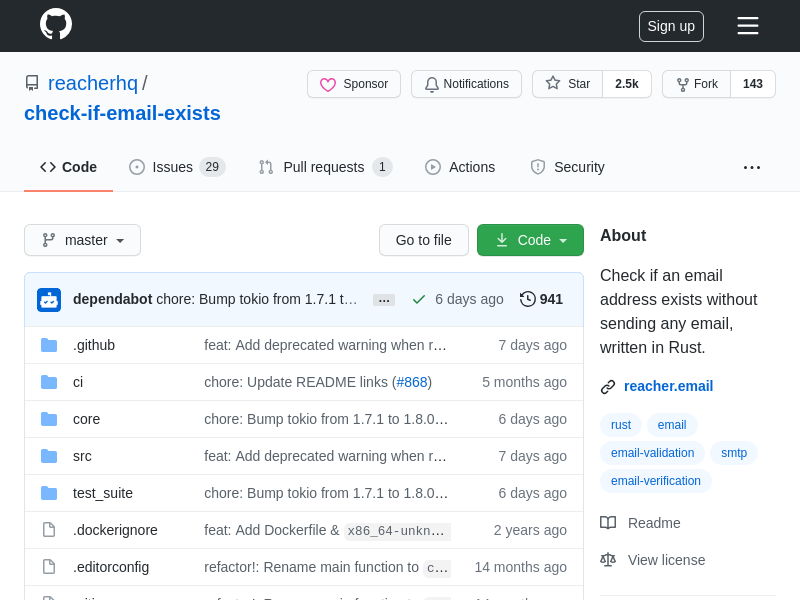 Sign up
reacherhq /
check-if-email-exists
Sponsor
Notifications
Star 2.5k
Fork 143
Code
Issues 29
Pull requests 1
Actions
Security
master
Go to file
Code
dependabot chore: Bump tokio from 1.7.1 t… … 6 days ago 941
.github feat: Add deprecated warning when r… 7 days ago
ci chore: Update README links (#868) 5 months ago
core chore: Bump tokio from 1.7.1 to 1.8.0… 6 days ago
src feat: Add deprecated warning when r… 7 days ago
test_suite chore: Bump tokio from 1.7.1 to 1.8.0… 6 days ago
.dockerignore feat: Add Dockerfile & x86_64-unkn… 2 years ago
.editorconfig refactor!: Rename main function to c… 14 months ago
About
Check if an email
address exists without
sending any email,
written in Rust.
reacher.email
rust email
email-validation smtp
email-verification
Readme
View license